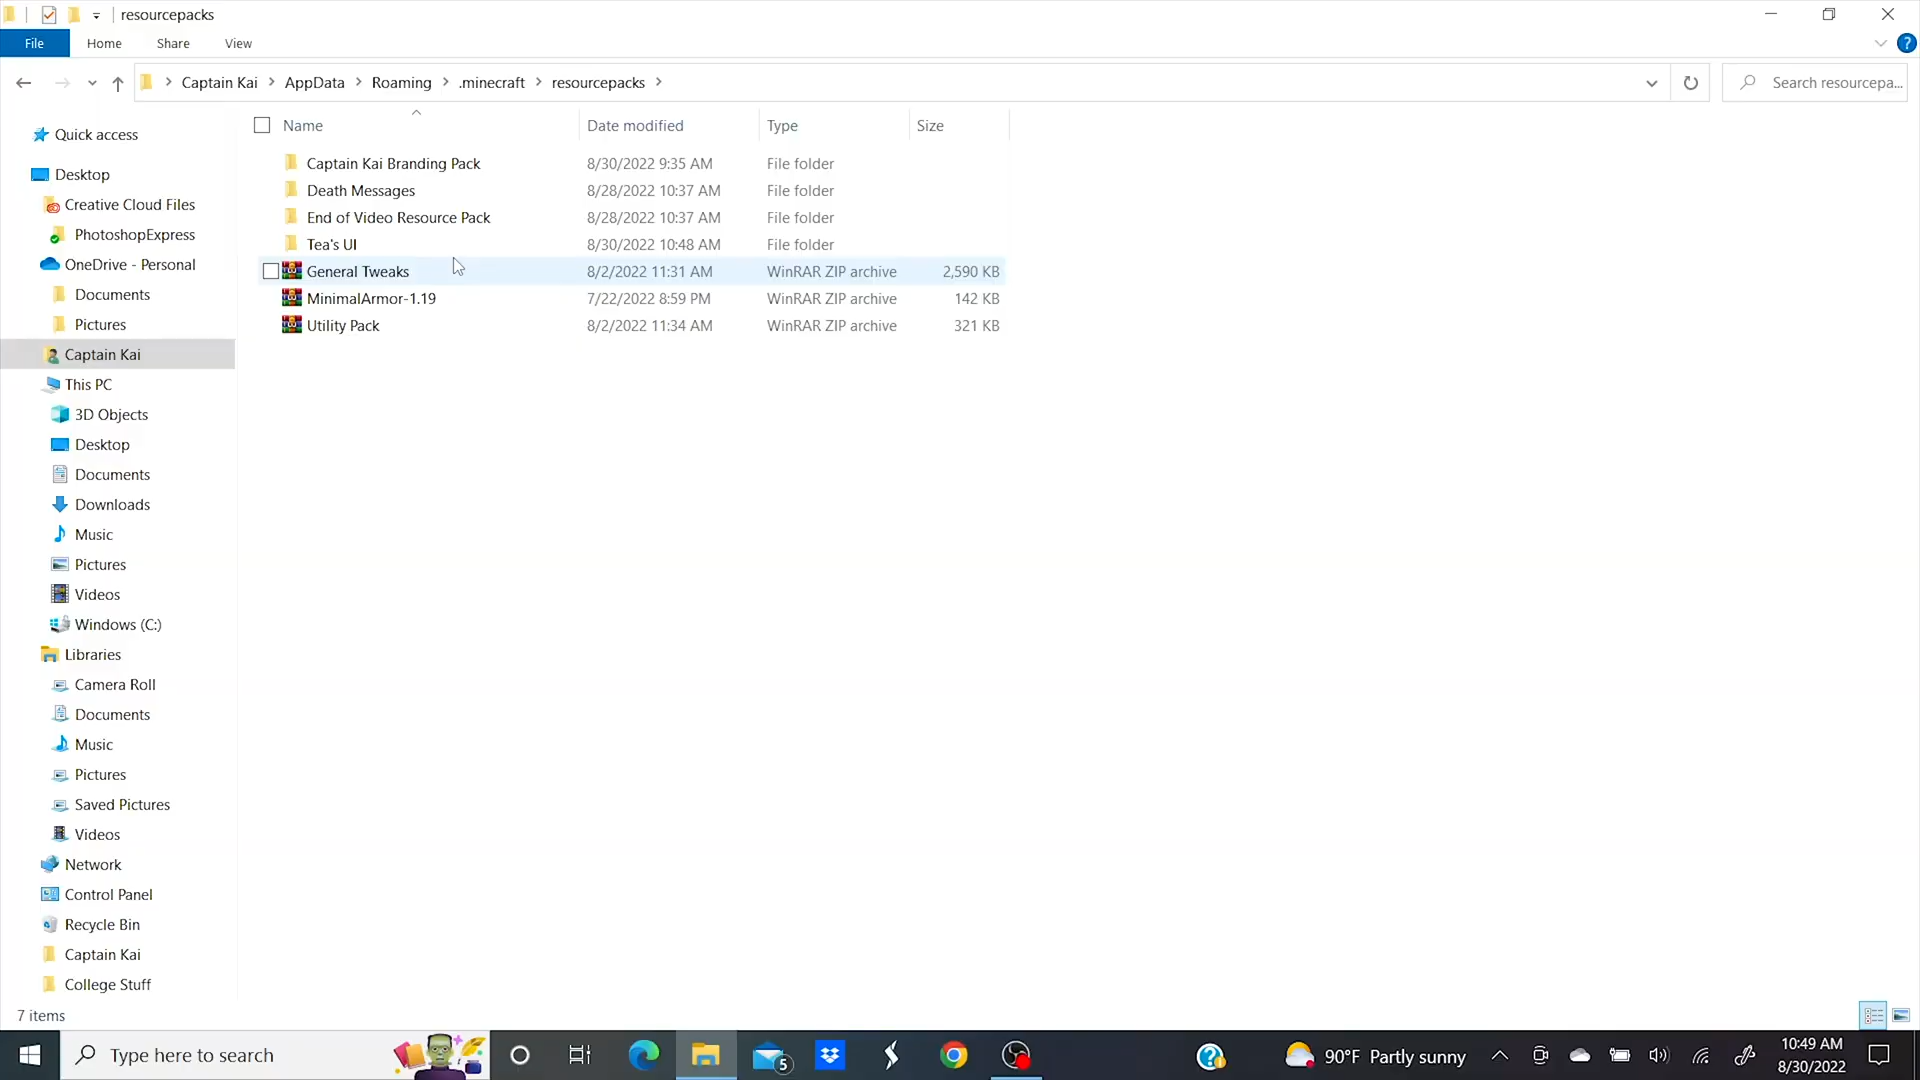 resourcepacks
File Home Share View
Captain Kai > AppData > Roaming > .minecraft > resourcepacks > Search resourcepa...
Name Date modified Type Size
Captain Kai Branding Pack 8/30/2022 9:35 AM File folder
Death Messages 8/28/2022 10:37 AM File folder
End of Video Resource Pack 8/28/2022 10:37 AM File folder
Tea's UI 8/30/2022 10:48 AM File folder
General Tweaks 8/2/2022 11:31 AM WinRAR ZIP archive 2,590 KB
MinimalArmor-1.19 7/22/2022 8:59 PM WinRAR ZIP archive 142 KB
Utility Pack 8/2/2022 11:34 AM WinRAR ZIP archive 321 KB
Quick access
Desktop
Creative Cloud Files
PhotoshopExpress
OneDrive - Personal
Documents
Pictures
Captain Kai
This PC
3D Objects
Desktop
Documents
Downloads
Music
Pictures
Videos
Windows (C:)
Libraries
Camera Roll
Documents
Music
Pictures
Saved Pictures
Videos
Network
Control Panel
Recycle Bin
Captain Kai
College Stuff
7 items
Type here to search 5 90°F Partly sunny 10:49 AM
8/30/2022